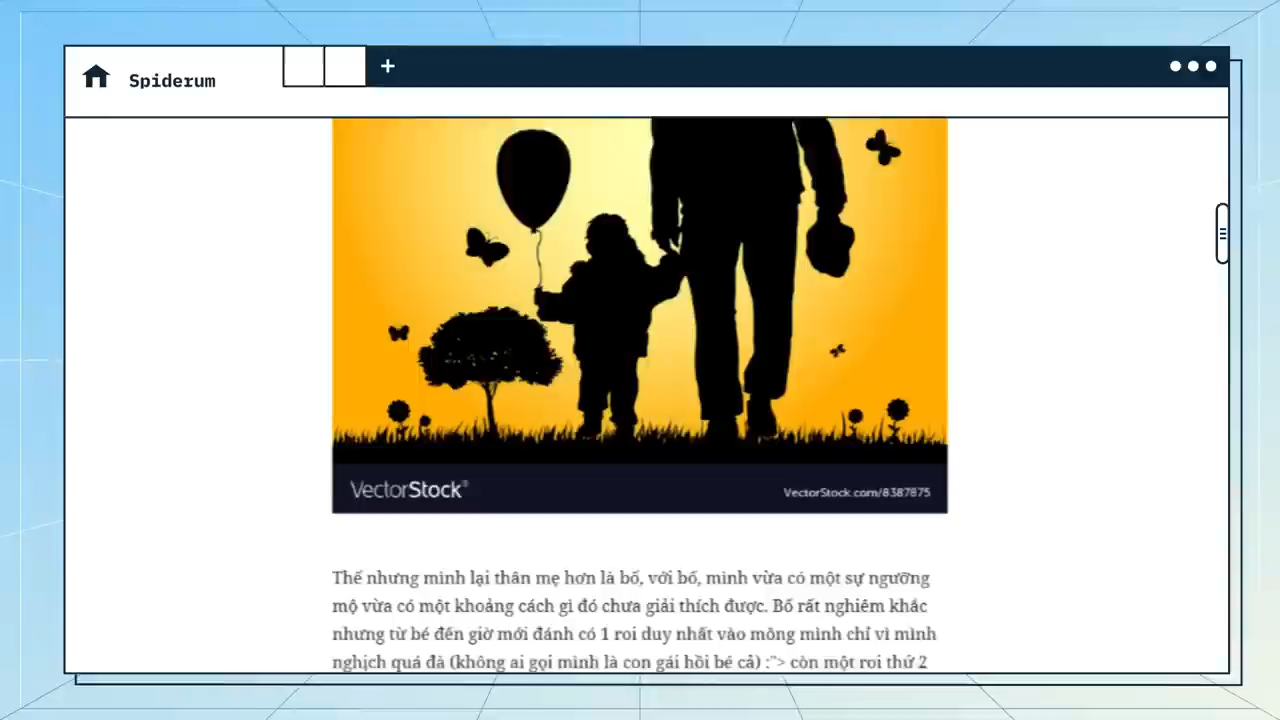 Spiderum
VectorStock®
VectorStock.com/8387875
Thế nhưng mình lại thân mẹ hơn là bố, với bố, mình vừa có một sự ngưỡng
mộ vừa có một khoảng cách gì đó chưa giải thích được. Bố rất nghiêm khắc
nhưng từ bé đến giờ mới đánh có 1 roi duy nhất vào mông mình chỉ vì mình
nghịch quá đà (không ai gọi mình là con gái hồi bé cả) :"> còn một roi thứ 2